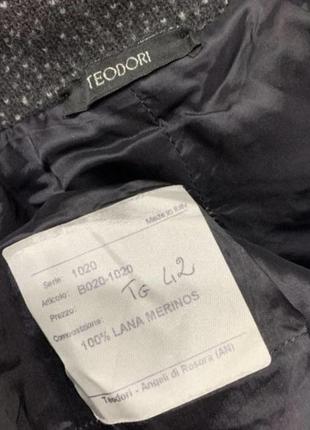 TEODORI
Made in Italy
Serie 1020
Articolo: B020-1020
Prezzo: TG 42
Composizione:
100% LANA MERINOS
Teodori - Angeli di Rosora (AN)